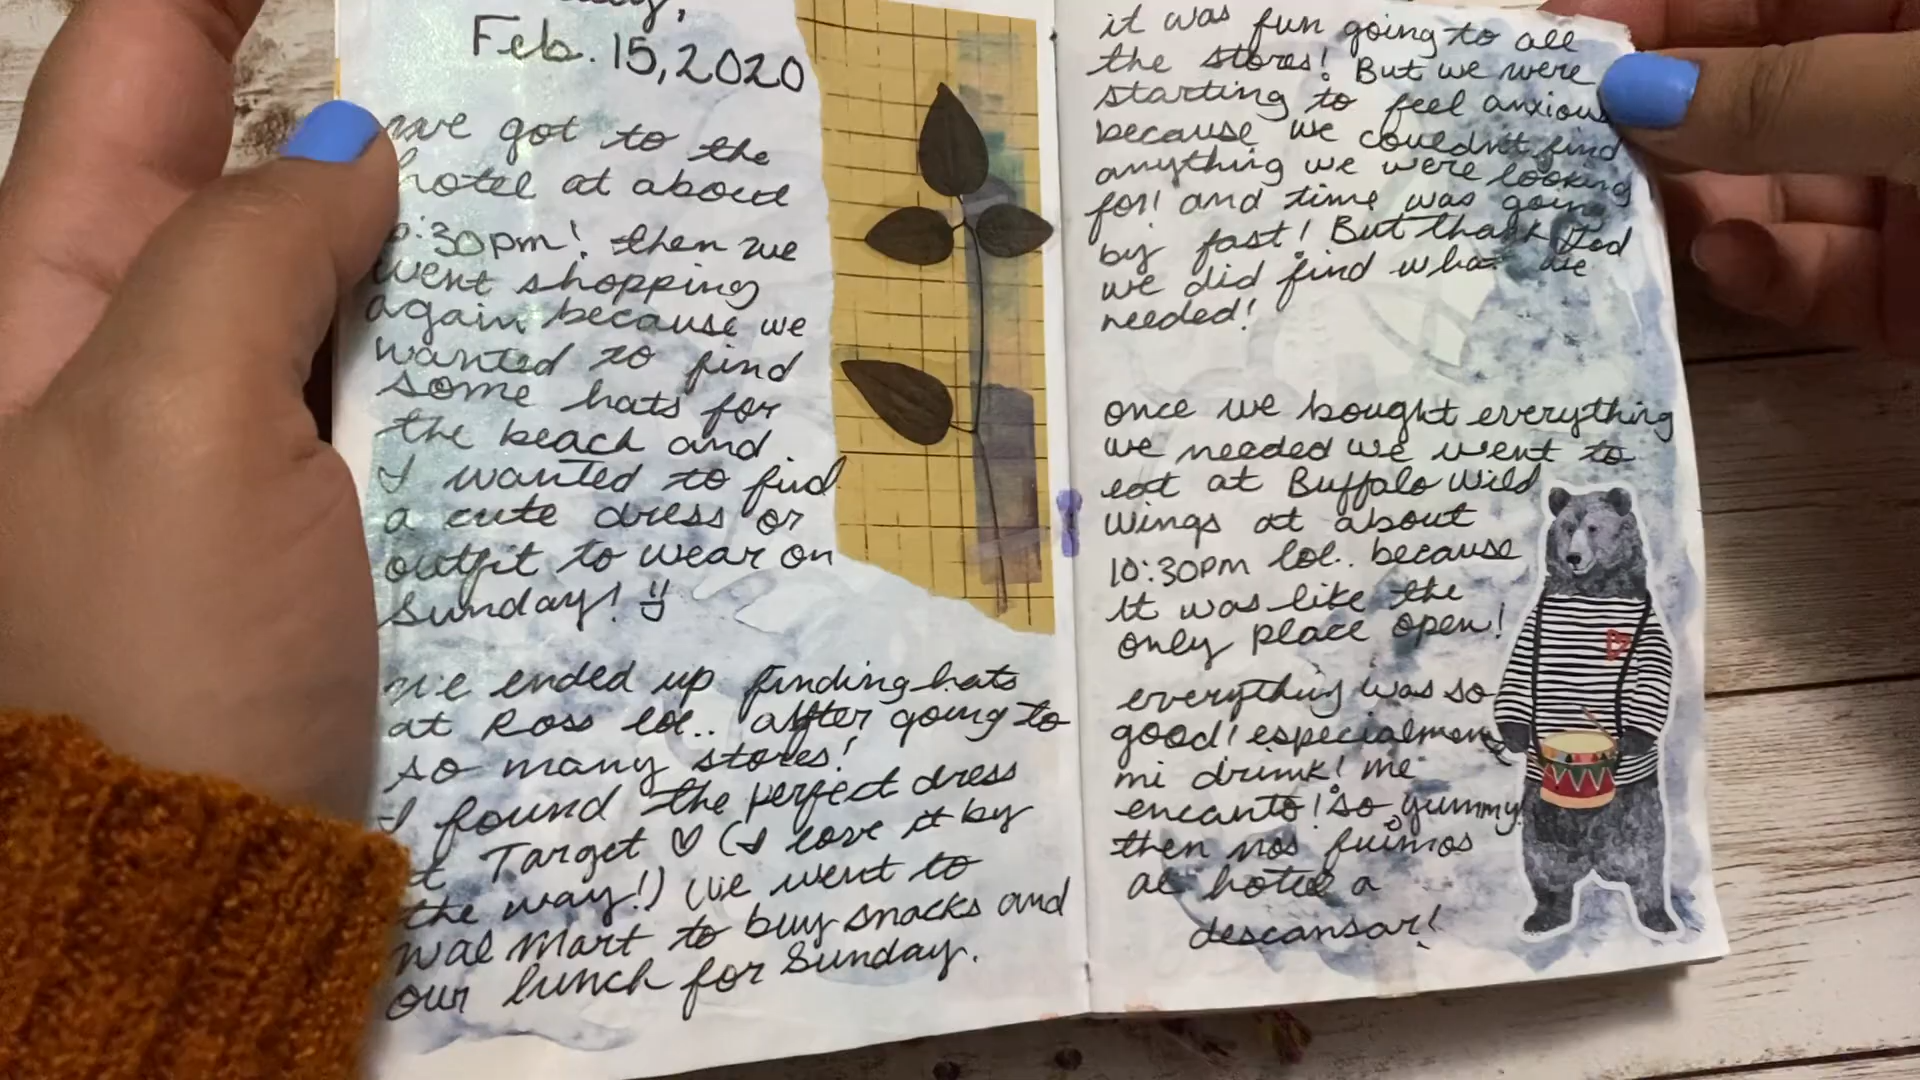 Feb. 15, 2020
we got to the
hotel at about
:30pm! then we
went shopping
again because we
wanted to find
some hats for
the beach and
I wanted to find
a cute dress or
outfit to wear on
Sunday!
we ended up finding hats
at Ross lol.. after going to
so many stores!
I found the perfect dress
at Target ♡ (I love it by
the way!) We went to
wal mart to buy snacks and
our lunch for Sunday.
it was fun going to all
the stores! But we were
starting to feel anxious
because we couldn't find
anything we were looking
for! and time was going
by fast! But thank God
we did find what we
needed!
once we bought everything
we needed we went to
eat at Buffalo Wild
Wings at about
10:30pm lol.. because
It was like the
only place open!
everything was so
good! especialmente
mi drink! me
encanto! so yummy!
then nos fuimos
al hotel a
descansar!